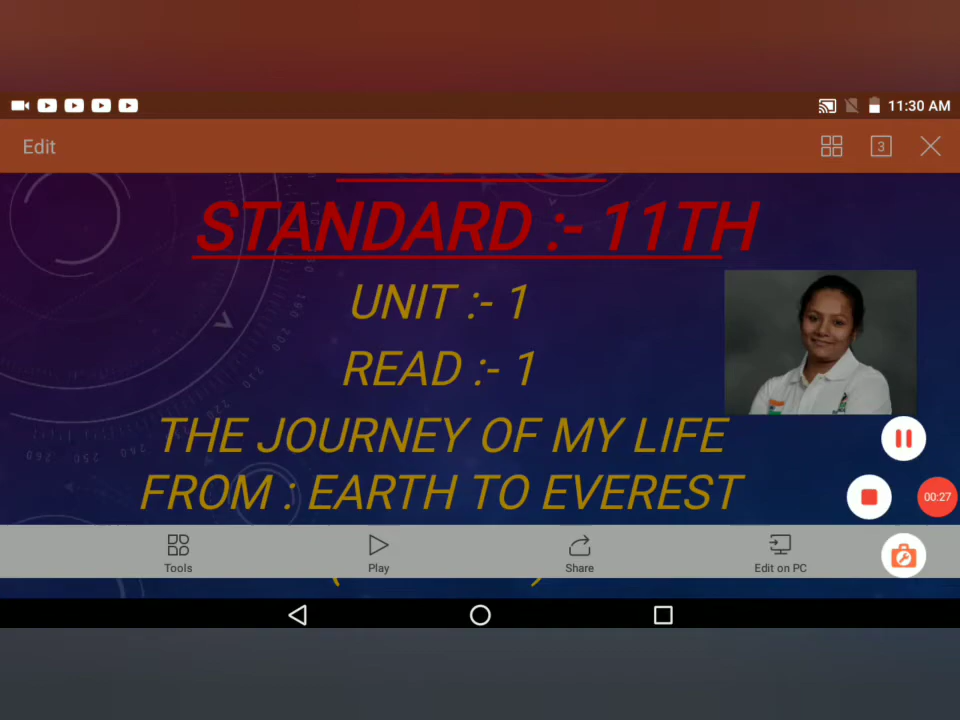 11:30 AM
Edit
3
STANDARD :- 11TH
UNIT :- 1
READ :- 1
THE JOURNEY OF MY LIFE
FROM : EARTH TO EVEREST
00:27
Tools
Play
Share
Edit on PC